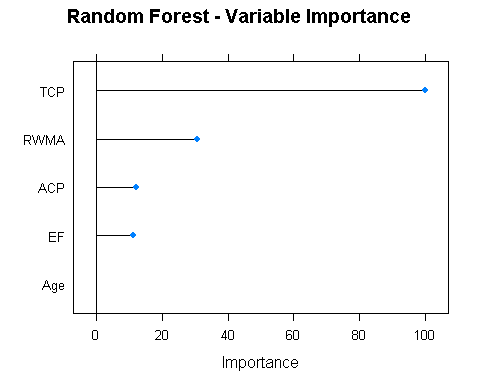 Random Forest - Variable Importance
TCP
RWMA
ACP
EF
Age
0 20 40 60 80 100
Importance